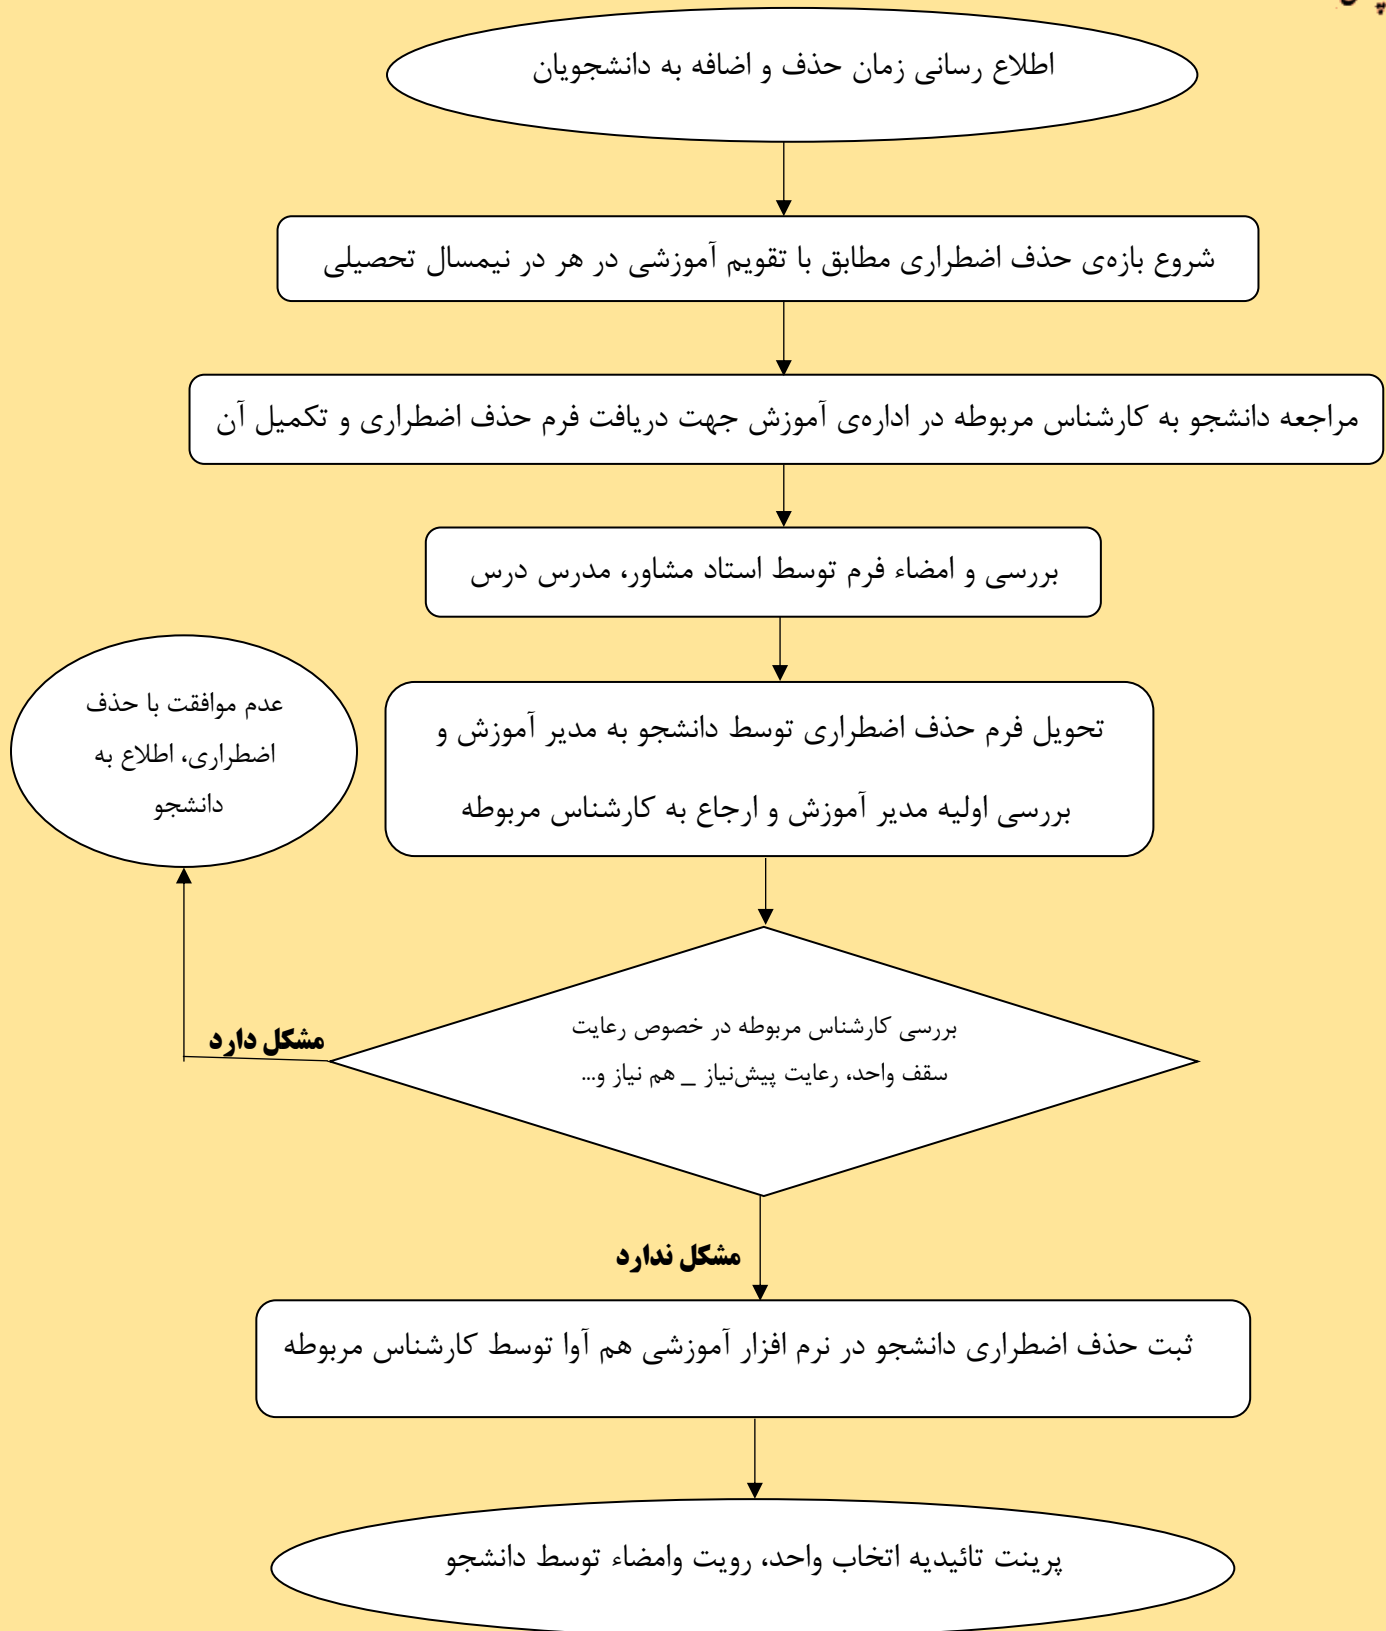 اطلاع رسانی زمان حذف و اضافه به دانشجویان
شروع بازه‌ی حذف اضطراری مطابق با تقویم آموزشی در هر در نیمسال تحصیلی
مراجعه دانشجو به کارشناس مربوطه در اداره‌ی آموزش جهت دریافت فرم حذف اضطراری و تکمیل آن
بررسی و امضاء فرم توسط استاد مشاور، مدرس درس
تحویل فرم حذف اضطراری توسط دانشجو به مدیر آموزش و
بررسی اولیه مدیر آموزش و ارجاع به کارشناس مربوطه
عدم موافقت با حذف
اضطراری، اطلاع به
دانشجو
بررسی کارشناس مربوطه در خصوص رعایت
سقف واحد، رعایت پیش‌نیاز _ هم نیاز و...
مشکل دارد
مشکل ندارد
ثبت حذف اضطراری دانشجو در نرم افزار آموزشی هم آوا توسط کارشناس مربوطه
پرینت تائیدیه اتخاب واحد، رویت وامضاء توسط دانشجو